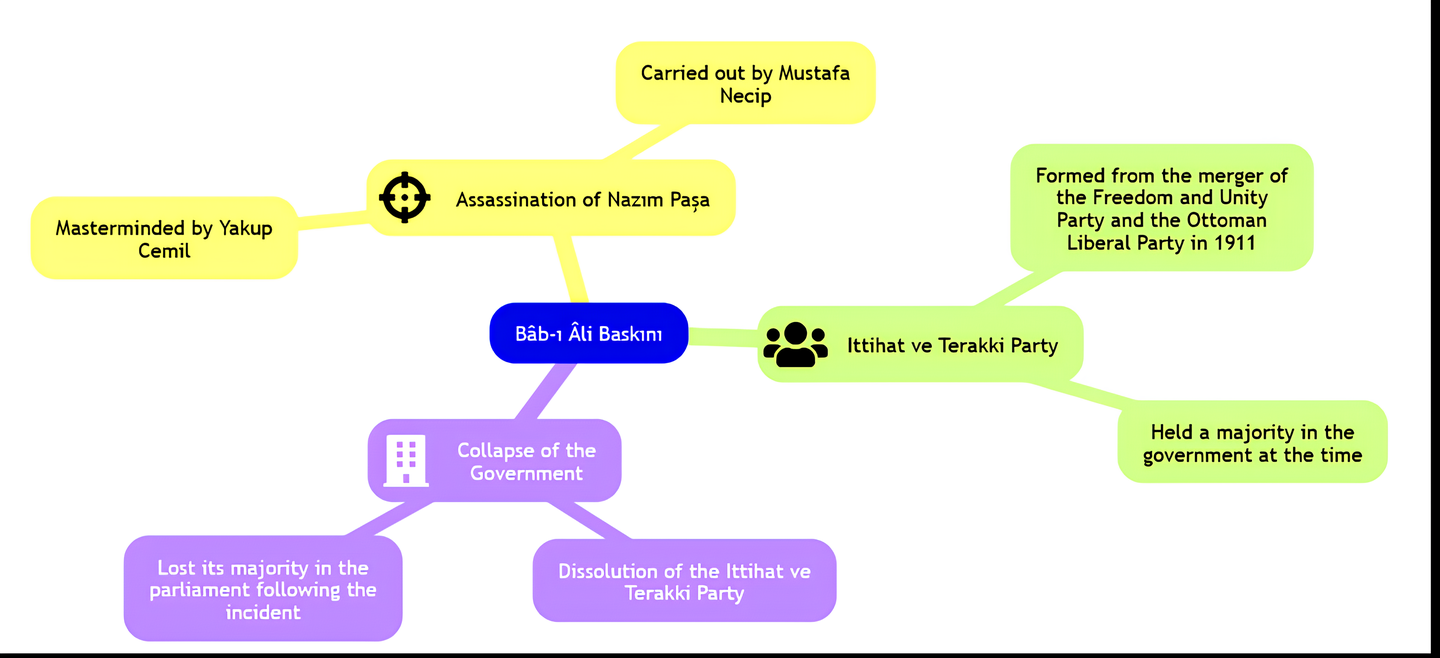 Carried out by Mustafa
Necip
Assassination of Nazım Paşa
Masterminded by Yakup
Cemil
Formed from the merger of
the Freedom and Unity
Party and the Ottoman
Liberal Party in 1911
Bâb-ı Âli Baskını
Ittihat ve Terakki Party
Held a majority in the
government at the time
Collapse of the
Government
Lost its majority in the
parliament following the
incident
Dissolution of the Ittihat ve
Terakki Party